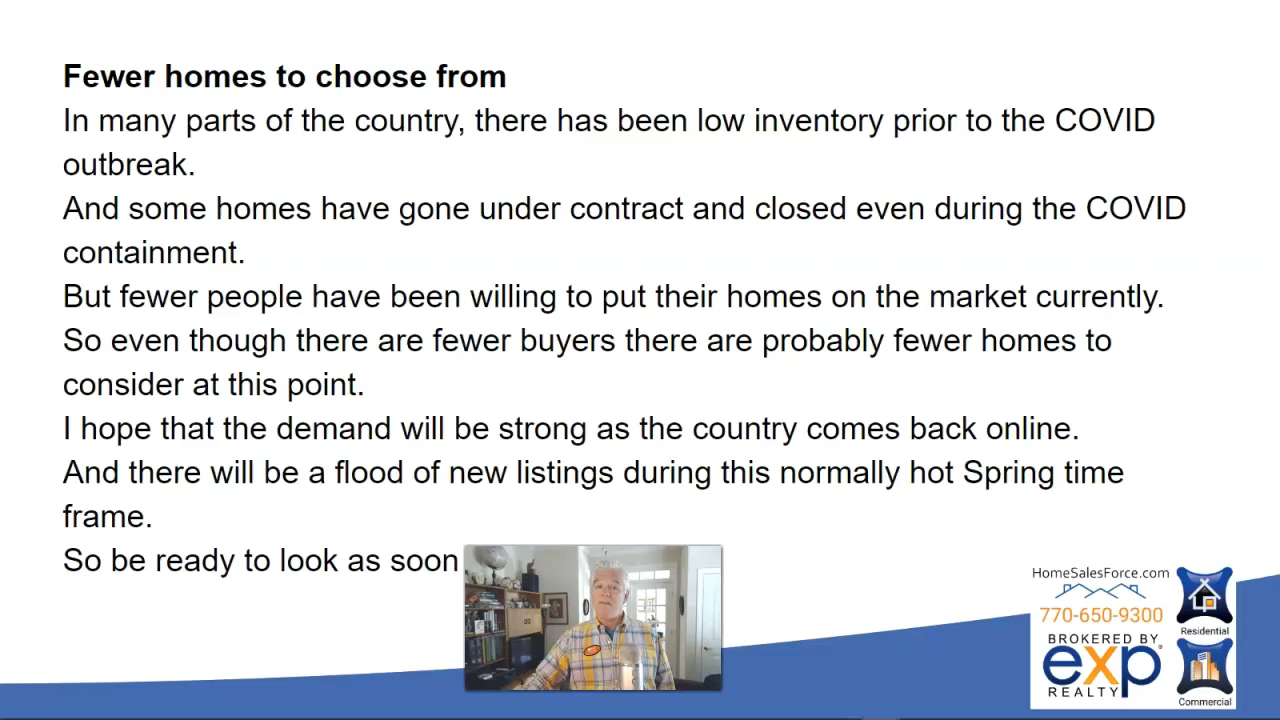 Fewer homes to choose from
In many parts of the country, there has been low inventory prior to the COVID
outbreak.
And some homes have gone under contract and closed even during the COVID
containment.
But fewer people have been willing to put their homes on the market currently.
So even though there are fewer buyers there are probably fewer homes to
consider at this point.
I hope that the demand will be strong as the country comes back online.
And there will be a flood of new listings during this normally hot Spring time
frame.
So be ready to look as soon
HomeSalesForce.com
770-650-9300
Residential
BROKERED BY
exp
REALTY
Commercial